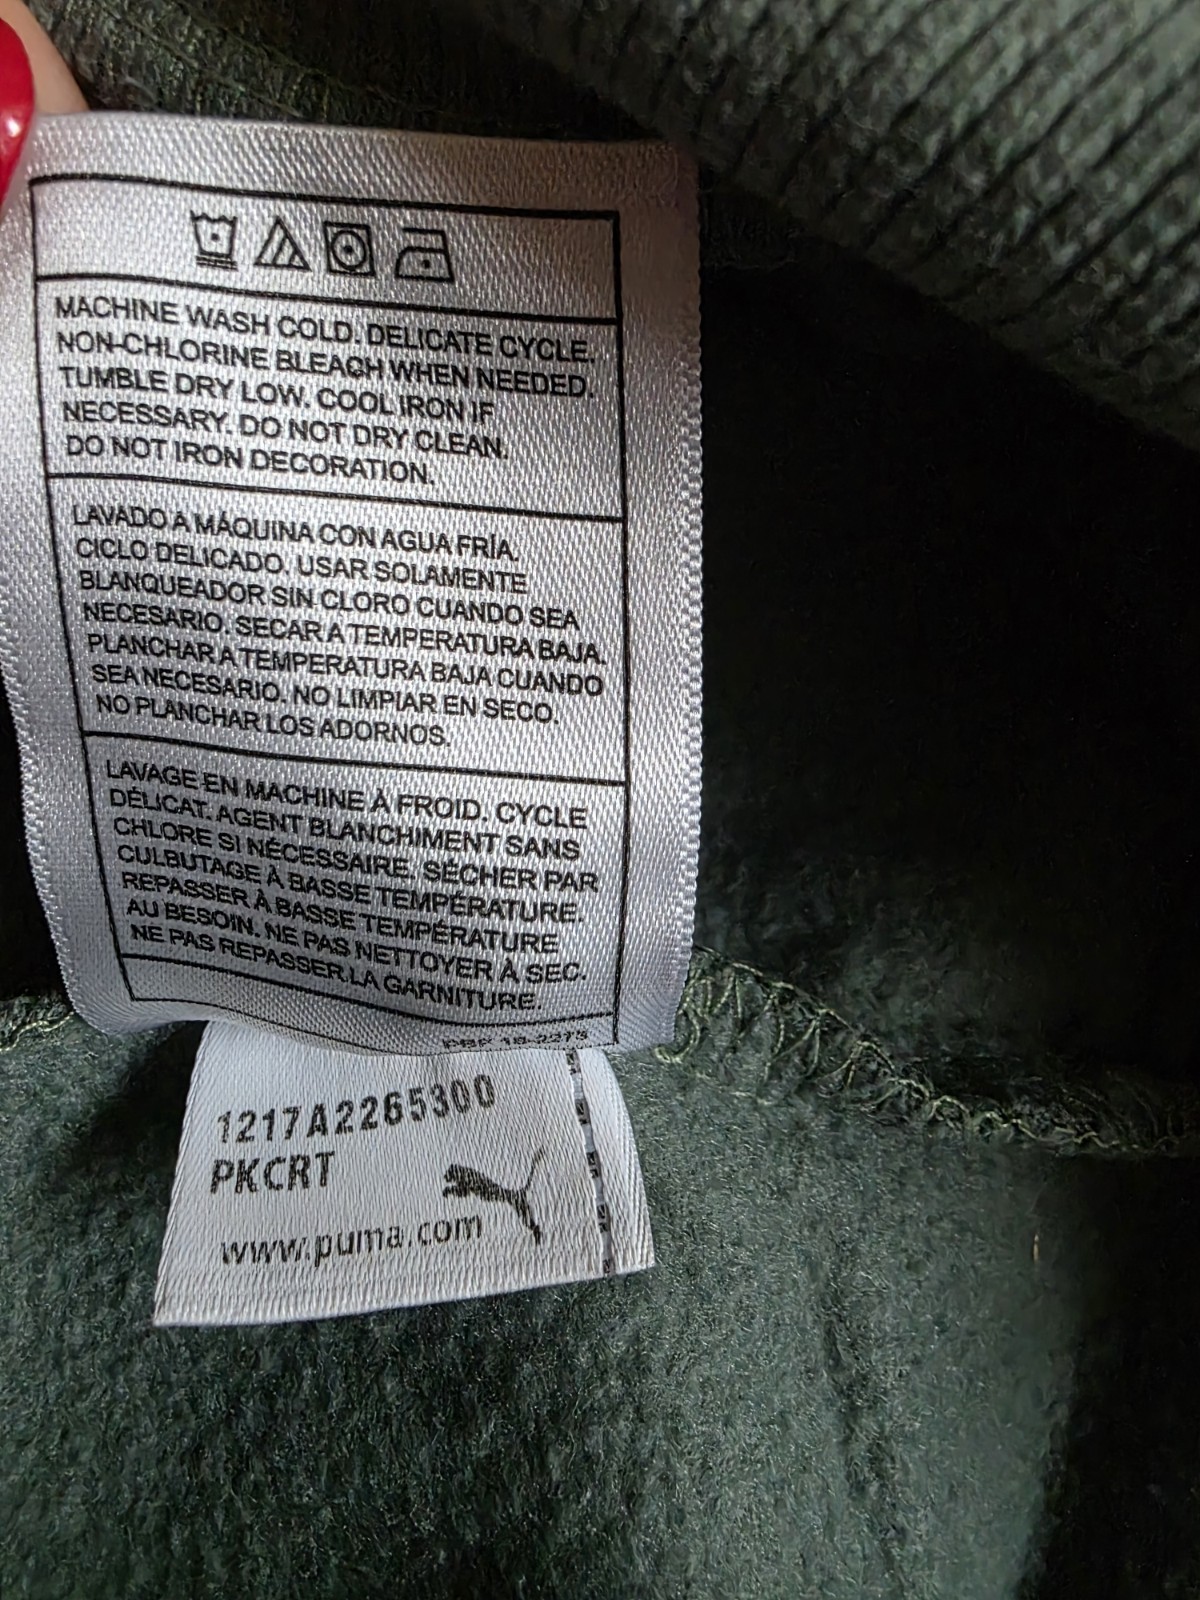 MACHINE WASH COLD. DELICATE CYCLE.
NON-CHLORINE BLEACH WHEN NEEDED.
TUMBLE DRY LOW. COOL IRON IF
NECESSARY. DO NOT DRY CLEAN.
DO NOT IRON DECORATION.
LAVADO A MÁQUINA CON AGUA FRÍA.
CICLO DELICADO. USAR SOLAMENTE
BLANQUEADOR SIN CLORO CUANDO SEA
NECESARIO. SECAR A TEMPERATURA BAJA.
PLANCHAR A TEMPERATURA BAJA CUANDO
SEA NECESARIO. NO LIMPIAR EN SECO.
NO PLANCHAR LOS ADORNOS.
LAVAGE EN MACHINE À FROID. CYCLE
DÉLICAT. AGENT BLANCHIMENT SANS
CHLORE SI NÉCESSAIRE. SÉCHER PAR
CULBUTAGE À BASSE TEMPÉRATURE.
REPASSER À BASSE TEMPÉRATURE
AU BESOIN. NE PAS NETTOYER À SEC.
NE PAS REPASSER LA GARNITURE.
1217A2265300
PKCRT
www.puma.com